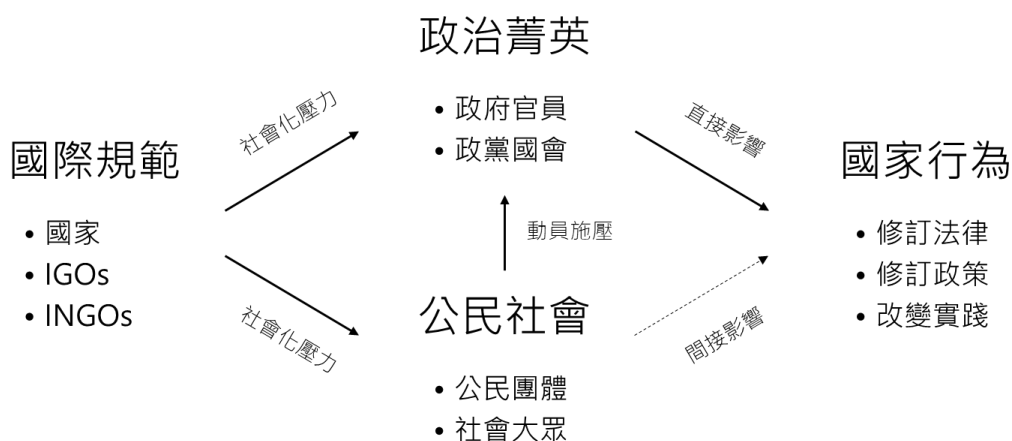 政治菁英
• 政府官員
• 政黨國會
社會化壓力
直接影響
國際規範
• 國家
• IGOs
• INGOs
國家行為
• 修訂法律
• 修訂政策
• 改變實踐
動員施壓
社會化壓力
公民社會
• 公民團體
• 社會大眾
間接影響